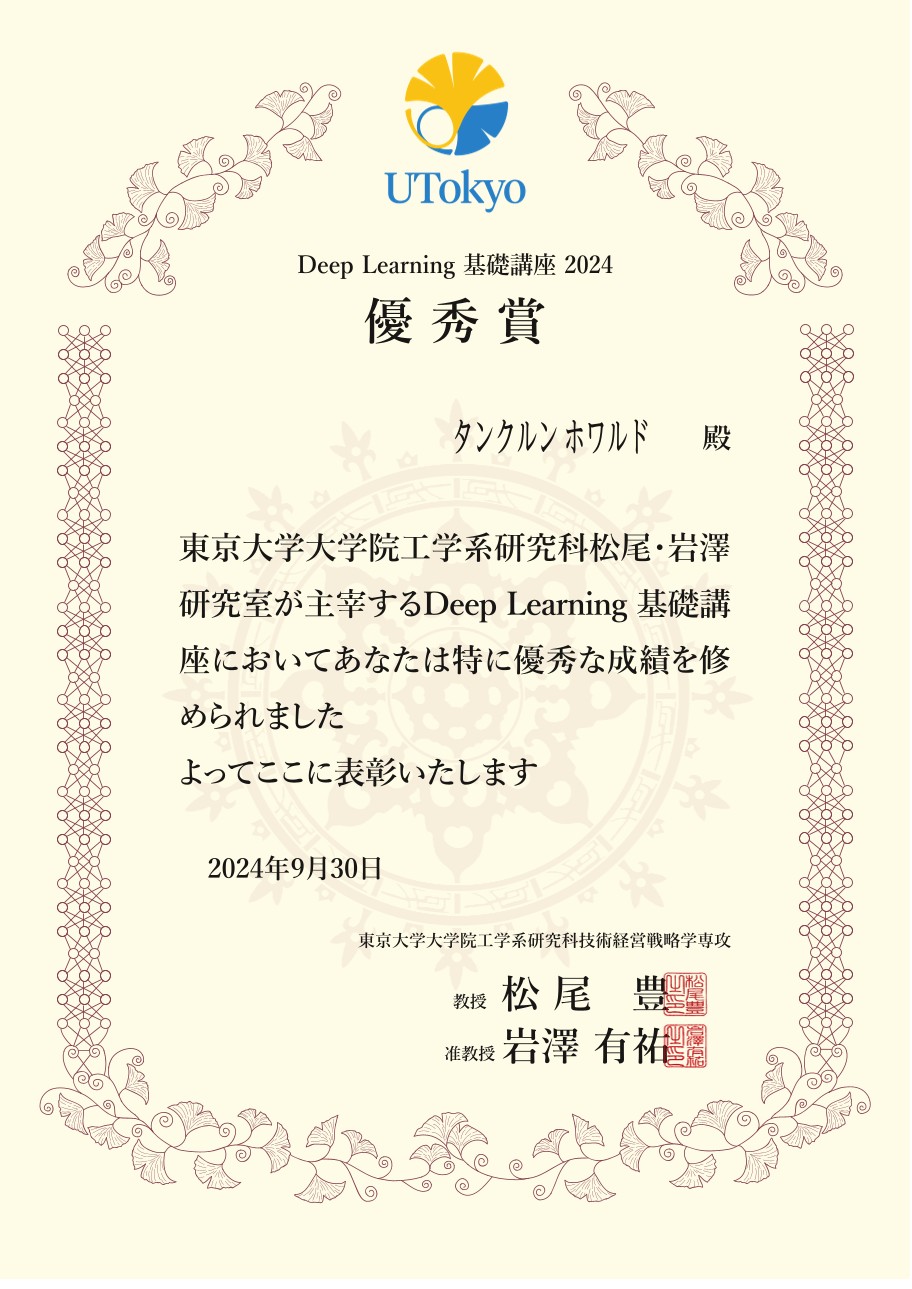 UTokyo
Deep Learning 基礎講座 2024
優秀賞
タンクルン ホワルド 殿
東京大学大学院工学系研究科松尾・岩澤
研究室が主宰するDeep Learning 基礎講
座においてあなたは特に優秀な成績を修
められました
よってここに表彰いたします
2024年9月30日
東京大学大学院工学系研究科技術経営戦略学専攻
教授 松尾 豊
准教授 岩澤 有祐